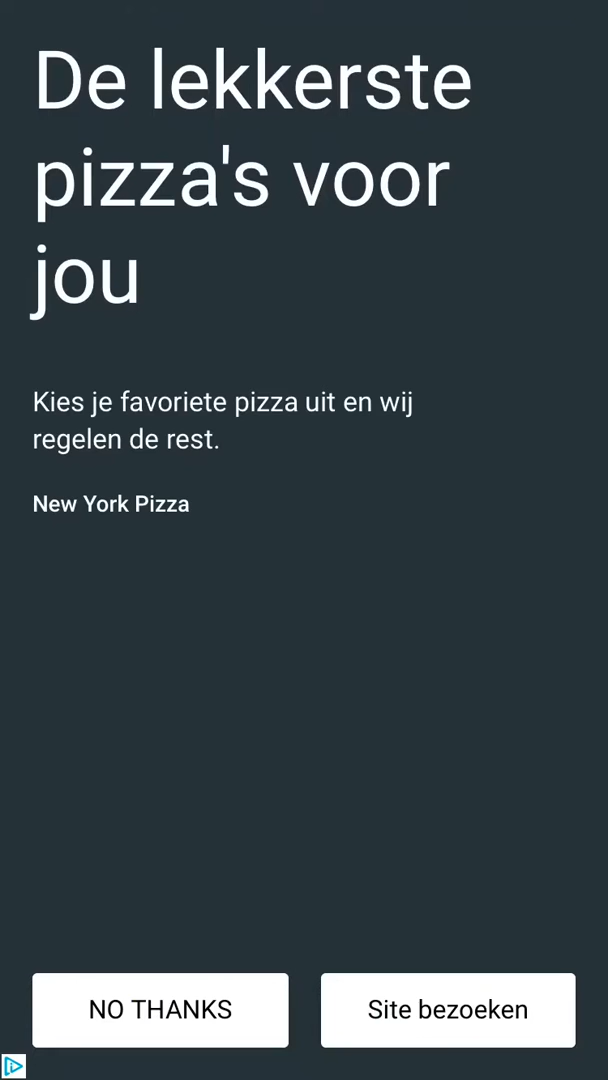 De lekkerste
pizza's voor
jou
Kies je favoriete pizza uit en wij
regelen de rest.
New York Pizza
NO THANKS
Site bezoeken